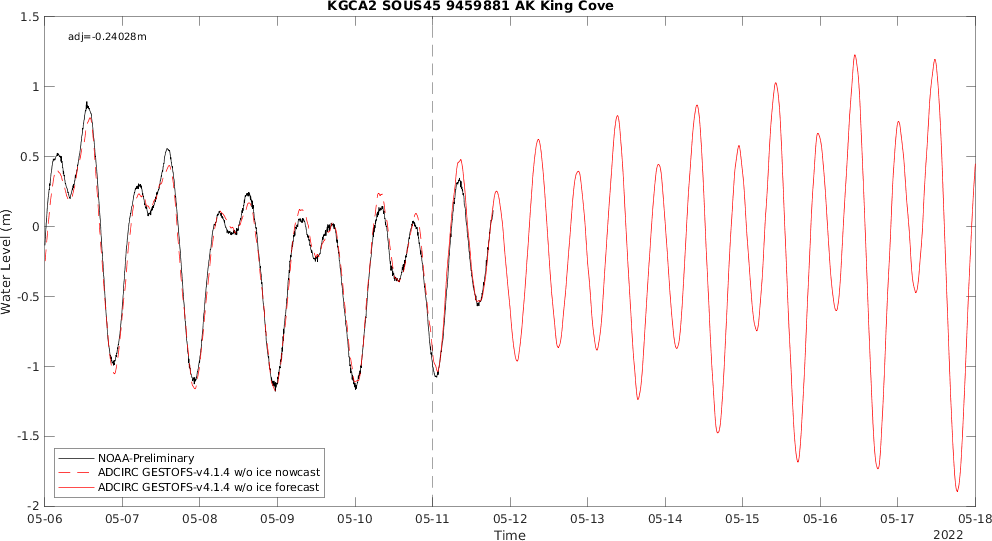 KGCA2 SOUS45 9459881 AK King Cove
adj=-0.24028m
1.5
1
0.5
0
-0.5
-1
-1.5
-2
Water Level (m)
NOAA-Preliminary
ADCIRC GESTOFS-v4.1.4 w/o ice nowcast
ADCIRC GESTOFS-v4.1.4 w/o ice forecast
05-06 05-07 05-08 05-09 05-10 05-11 05-12 05-13 05-14 05-15 05-16 05-17 05-18
Time
2022